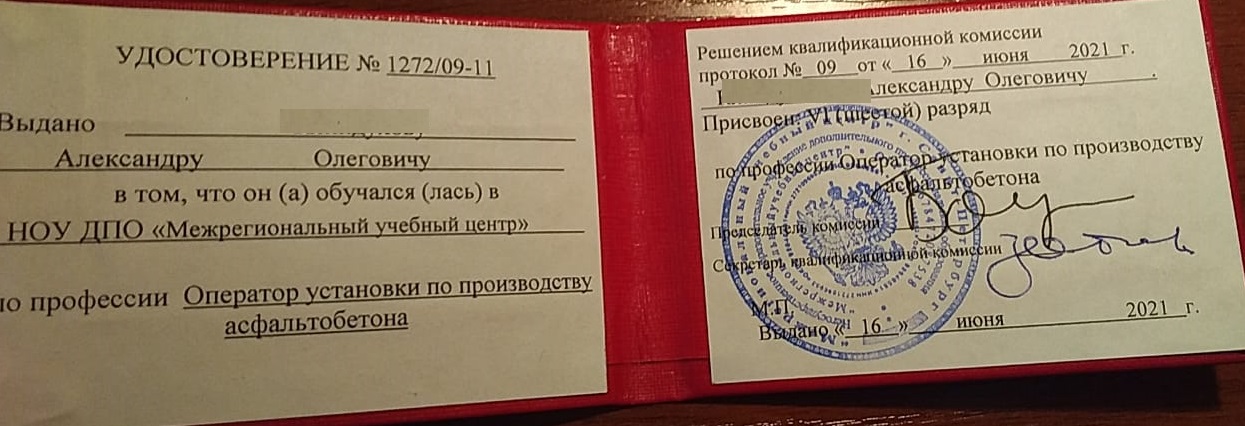 УДОСТОВЕРЕНИЕ № 1272/09-11
Выдано
Александру Олеговичу
в том, что он (а) обучался (лась) в
НОУ ДПО «Межрегиональный учебный центр»
по профессии Оператор установки по производству
асфальтобетона
Решением квалификационной комиссии
протокол № 09 от « 16 » июня 2021 г.
Александру Олеговичу .
Присвоен: VI (шестой) разряд
по профессии Оператор установки по производству
асфальтобетона
Председатель комиссии
Секретарь квалификационной комиссии
М.П.
Выдано « 16 » июня 2021 г.